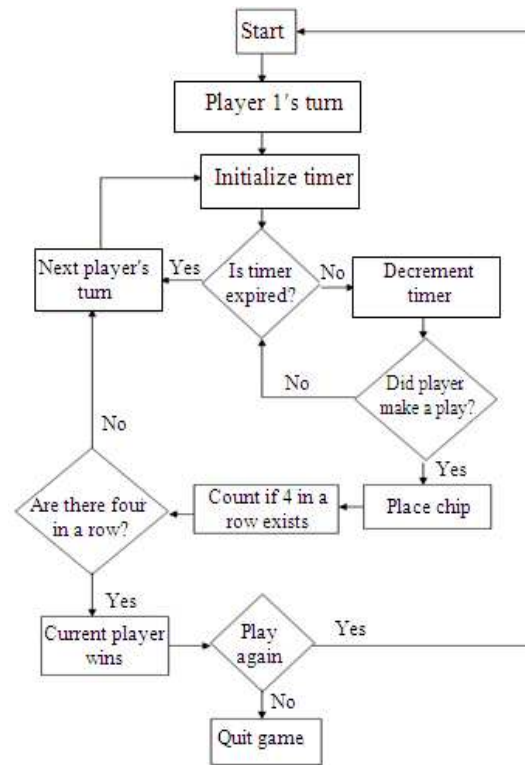 Start
Player 1's turn
Initialize timer
Next player's
turn
Yes
Is timer
expired?
No
Decrement
timer
No
Did player
make a play?
No
Yes
Are there four
in a row?
Count if 4 in a
row exists
Place chip
Yes
Current player
wins
Play
again
Yes
No
Quit game